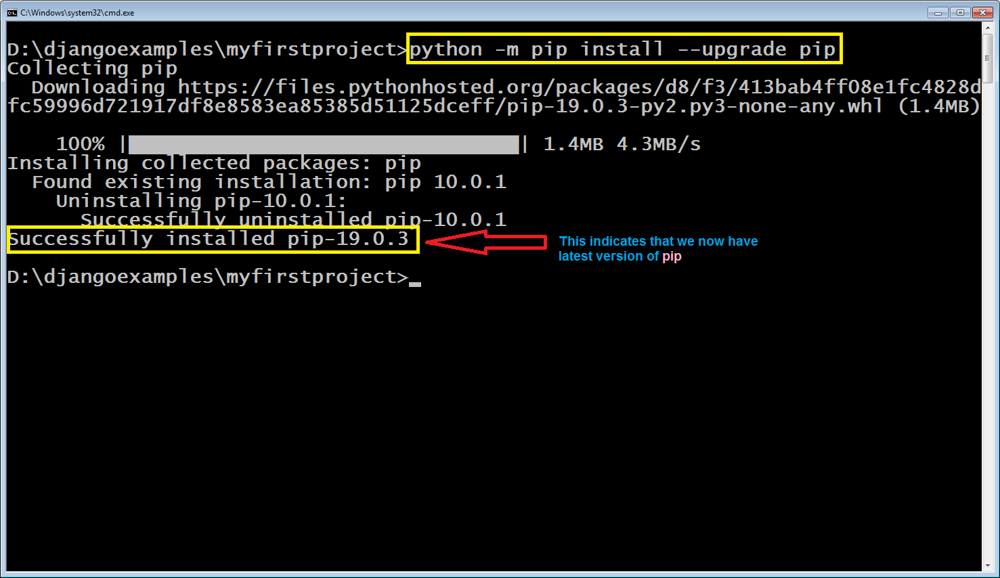 C:\Windows\system32\cmd.exe
D:\djangoexamples\myfirstproject>python -m pip install --upgrade pip
Collecting pip
Downloading https://files.pythonhosted.org/packages/d8/f3/413bab4ff08e1fc4828d
fc59996d721917df8e8583ea85385d51125dceff/pip-19.0.3-py2.py3-none-any.whl (1.4MB)
100% |████████████████████████████████| 1.4MB 4.3MB/s
Installing collected packages: pip
Found existing installation: pip 10.0.1
Uninstalling pip-10.0.1:
Successfully uninstalled pip-10.0.1
Successfully installed pip-19.0.3
This indicates that we now have
latest version of pip
D:\djangoexamples\myfirstproject>_